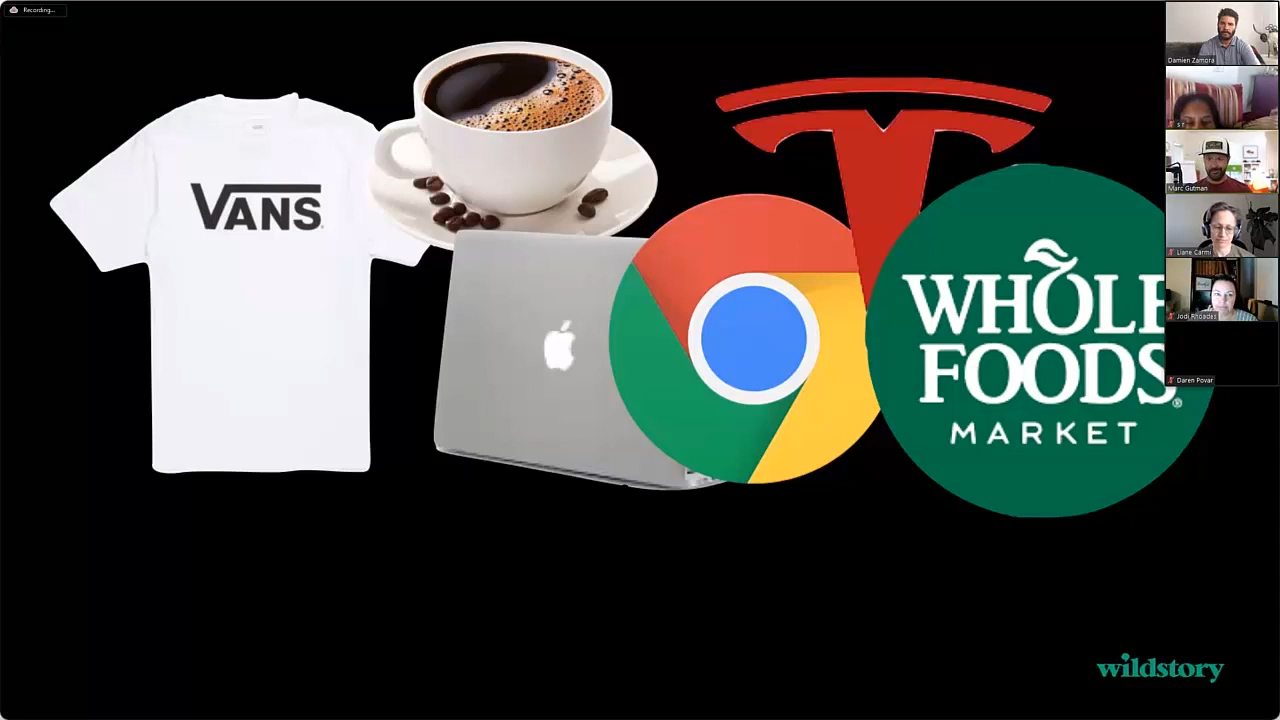 Recording...
VANS
WHOLE
FOODS®
MARKET
wildstory
Damien Zamora
S F
Marc Gutman
Liane Carmi
Jodi Rhoades
Daren Povar